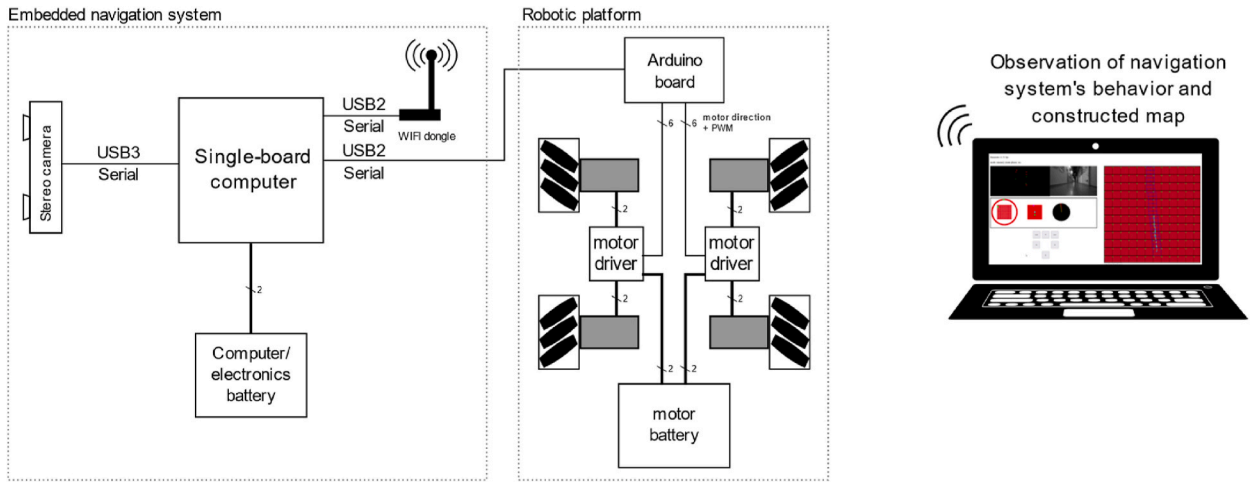 Embedded navigation system
Robotic platform
Stereo camera
USB3
Serial
Single-board
computer
USB2
Serial
USB2
Serial
WIFI dongle
2
Computer/
electronics
battery
Arduino
board
6
6
motor direction
+ PWM
2
2
motor
driver
motor
driver
2
2
2
2
motor
battery
Observation of navigation
system's behavior and
constructed map